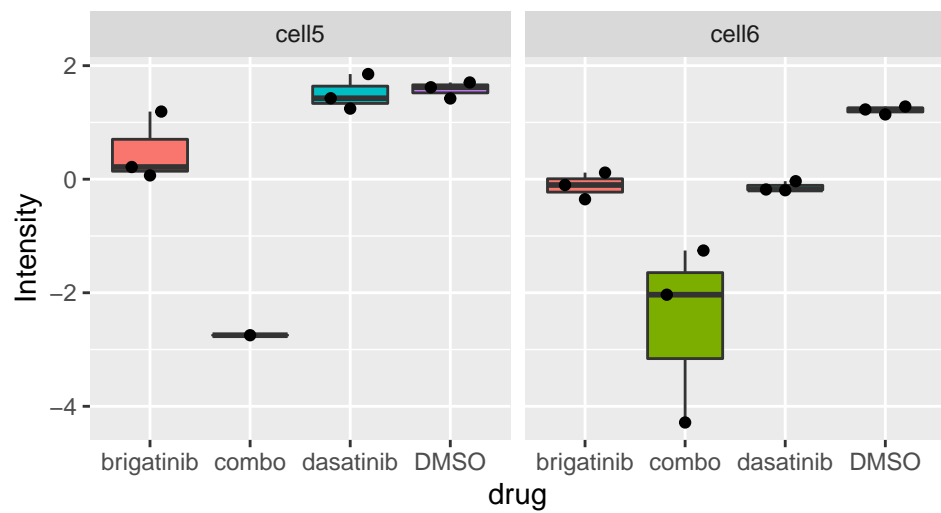 cell5 cell6
Intensity
2
0
−2
−4
brigatinib combo dasatinib DMSO brigatinib combo dasatinib DMSO
drug